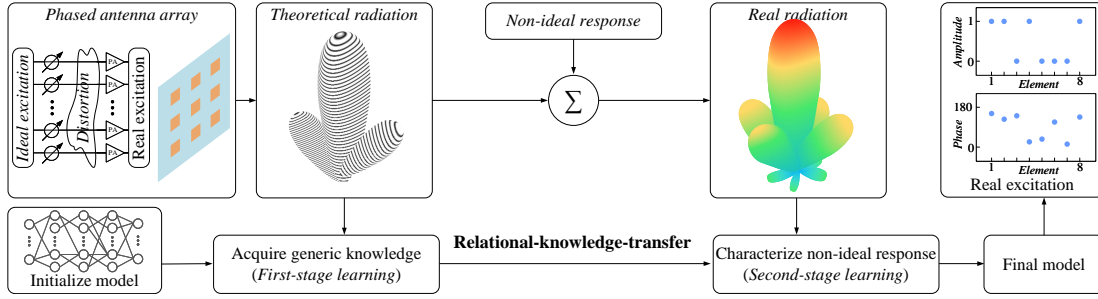 Phased antenna array
Ideal excitation
Distortion
PA
PA
PA
PA
Real excitation
Theoretical radiation
Non-ideal response
∑
Real radiation
Amplitude
1
0
1
8
Element
Phase
180
0
1
8
Element
Real excitation
Initialize model
Acquire generic knowledge
(First-stage learning)
Relational-knowledge-transfer
Characterize non-ideal response
(Second-stage learning)
Final model